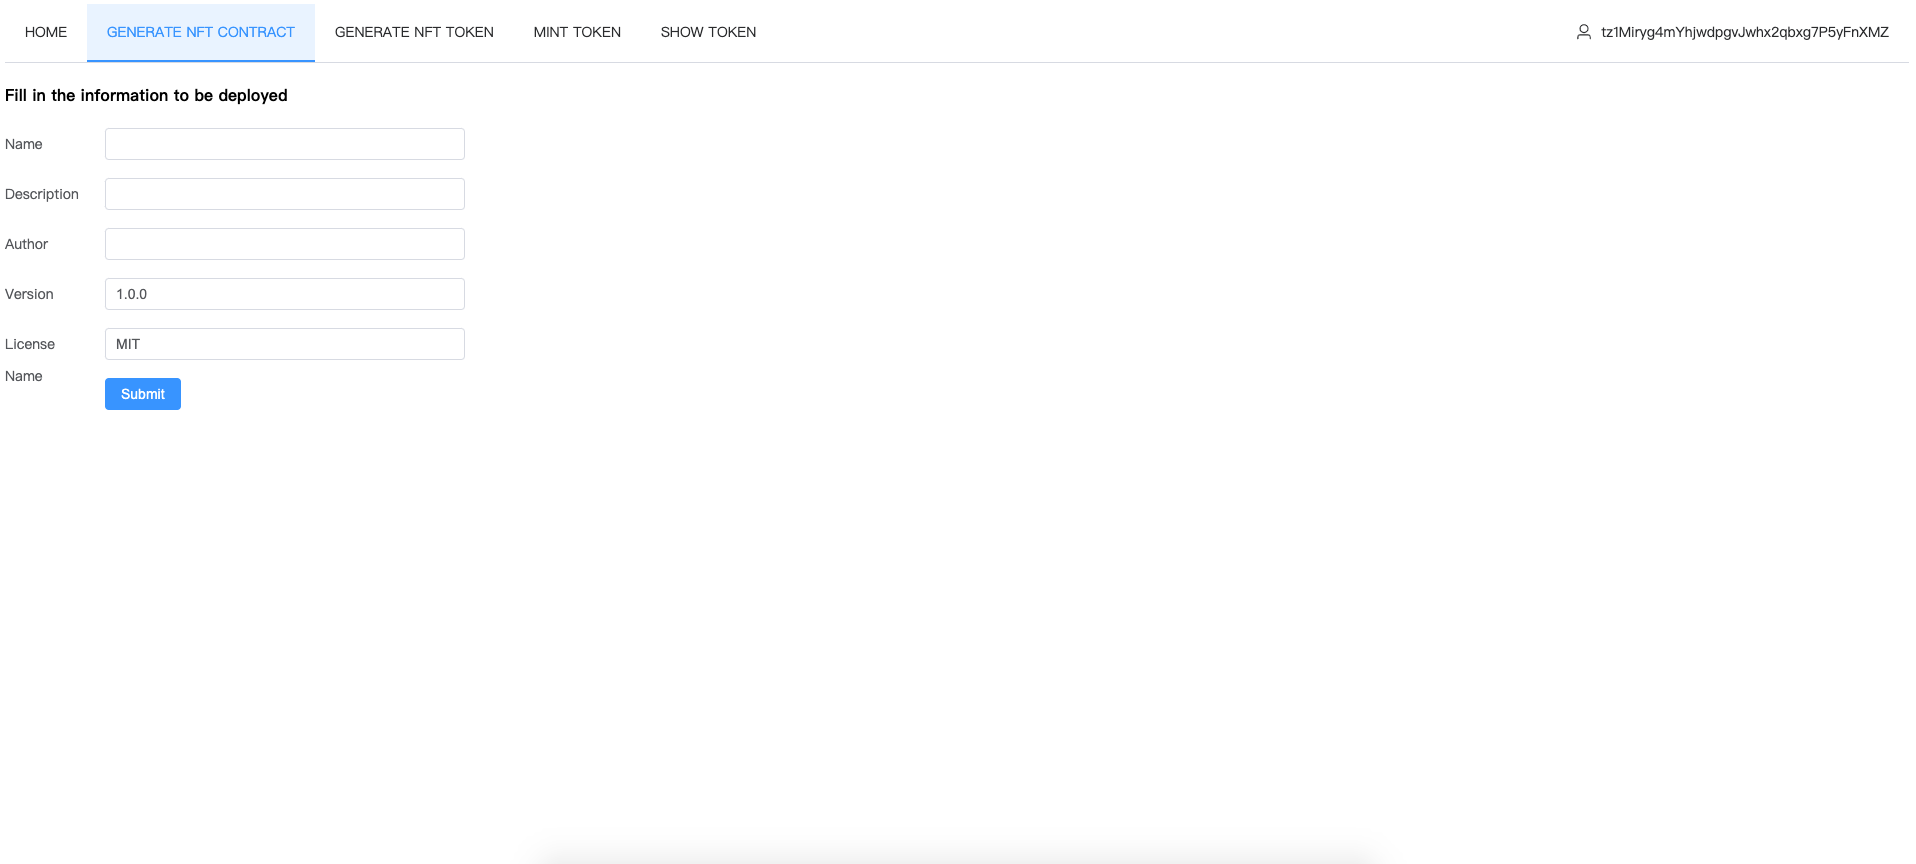 HOME GENERATE NFT CONTRACT GENERATE NFT TOKEN MINT TOKEN SHOW TOKEN tz1Miryg4mYhjwdpgvJwhx2qbxg7P5yFnXMZ
Fill in the information to be deployed
Name
Description
Author
Version 1.0.0
License MIT
Name
Submit